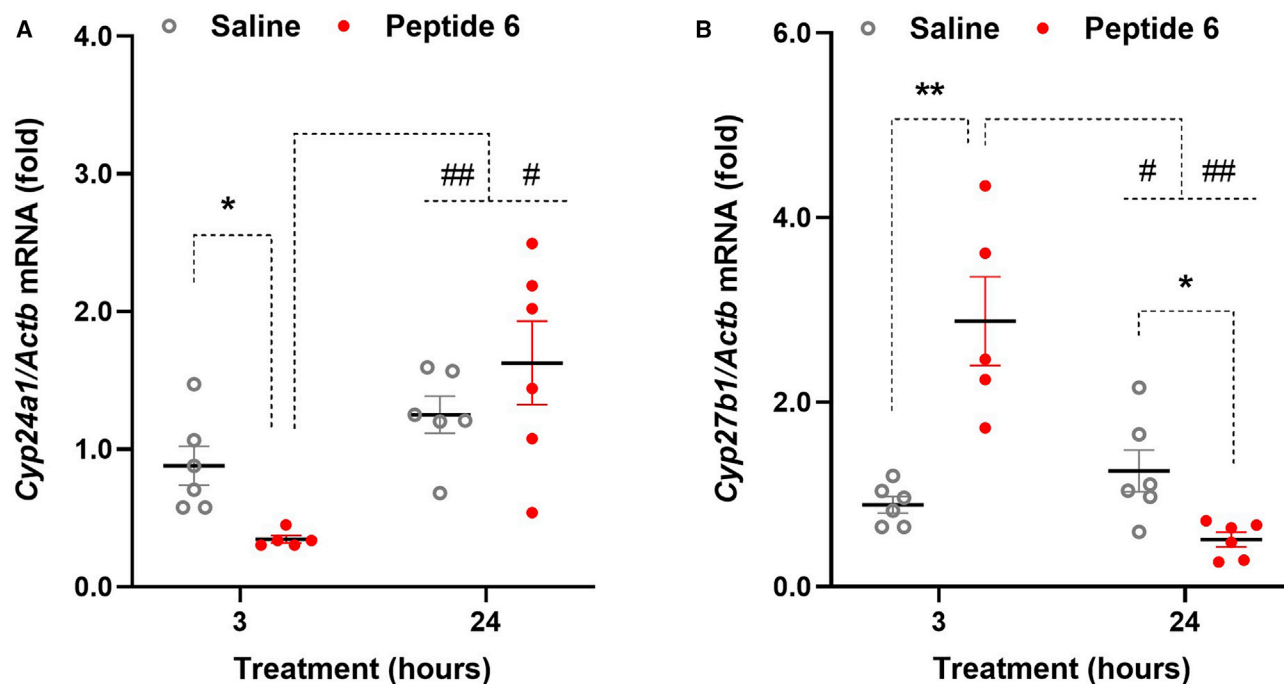 A
Saline Peptide 6
4.0
3.0
2.0
1.0
0.0
Cyp24a1/Actb mRNA (fold)
*
##
#
3
24
Treatment (hours)
B
Saline Peptide 6
6.0
4.0
2.0
0.0
Cyp27b1/Actb mRNA (fold)
**
#
##
*
3
24
Treatment (hours)